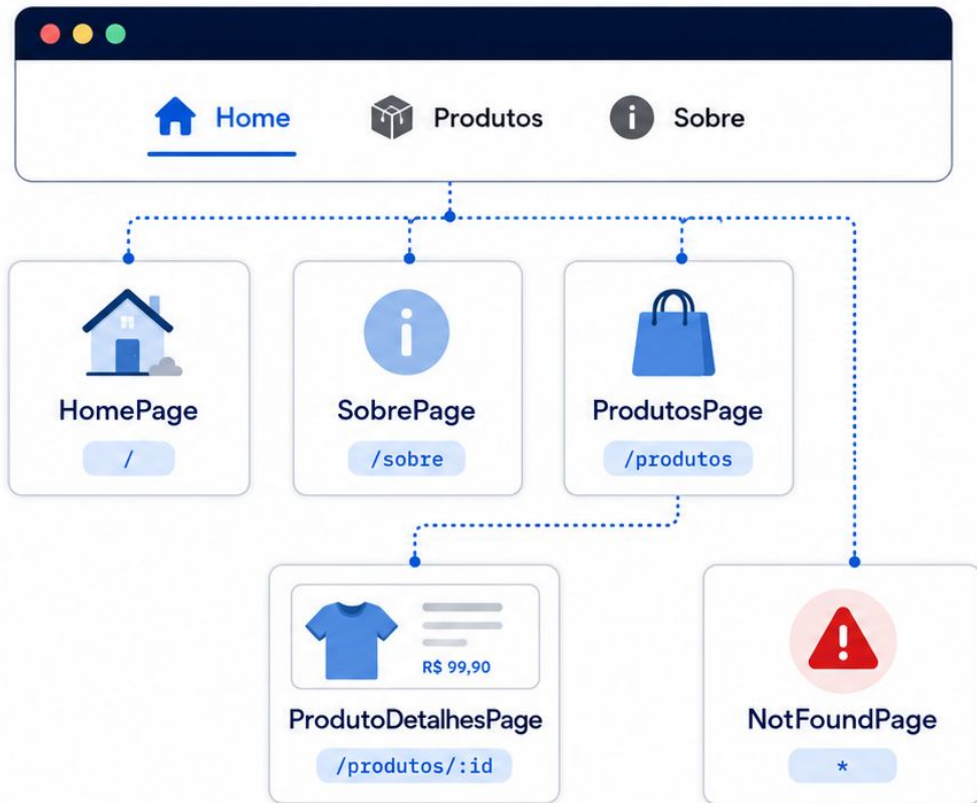 Home
Produtos
Sobre
HomePage
/
SobrePage
/sobre
ProdutosPage
/produtos
R$ 99,90
ProdutoDetalhesPage
/produtos/:id
NotFoundPage
*